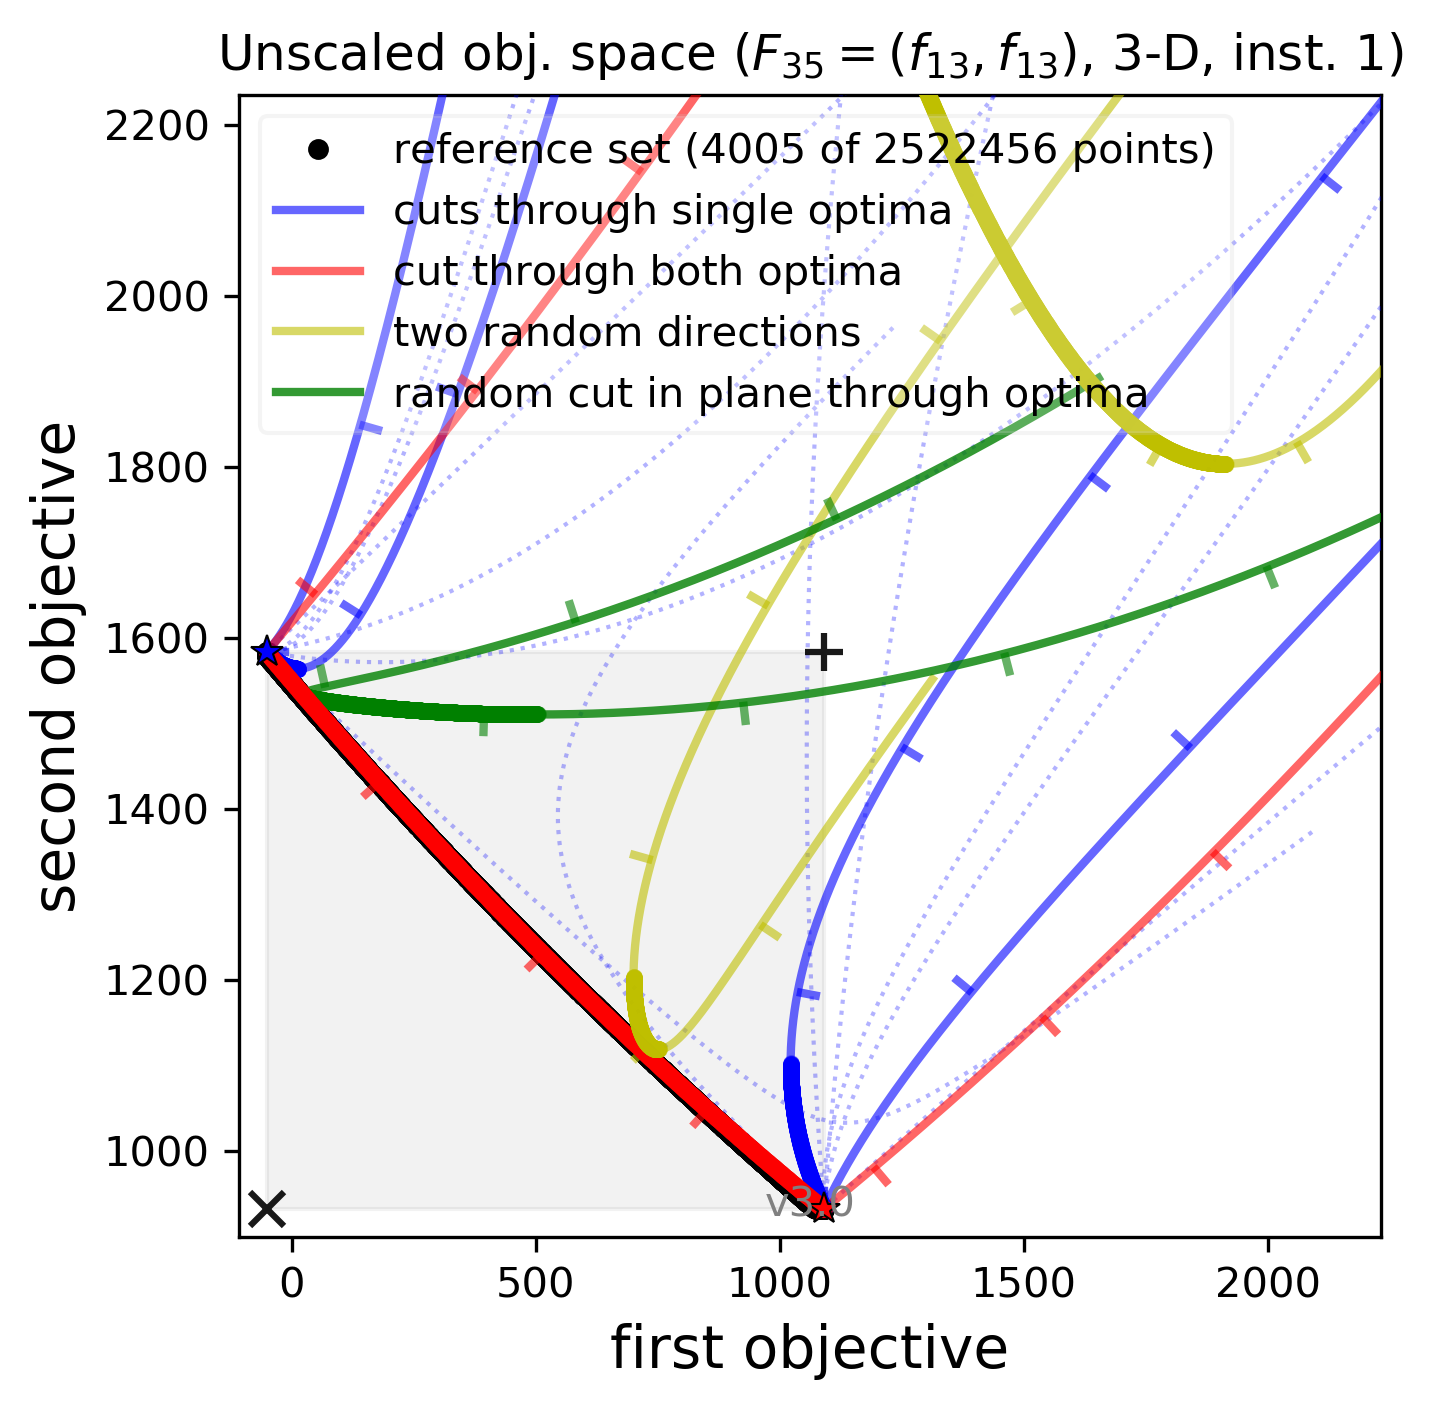 Unscaled obj. space (F₃₅ = (f₁₃, f₁₃), 3-D, inst. 1)
reference set (4005 of 2522456 points)
cuts through single optima
cut through both optima
two random directions
random cut in plane through optima
second objective
2200
2000
1800
1600
1400
1200
1000
v3.0
0 500 1000 1500 2000
first objective